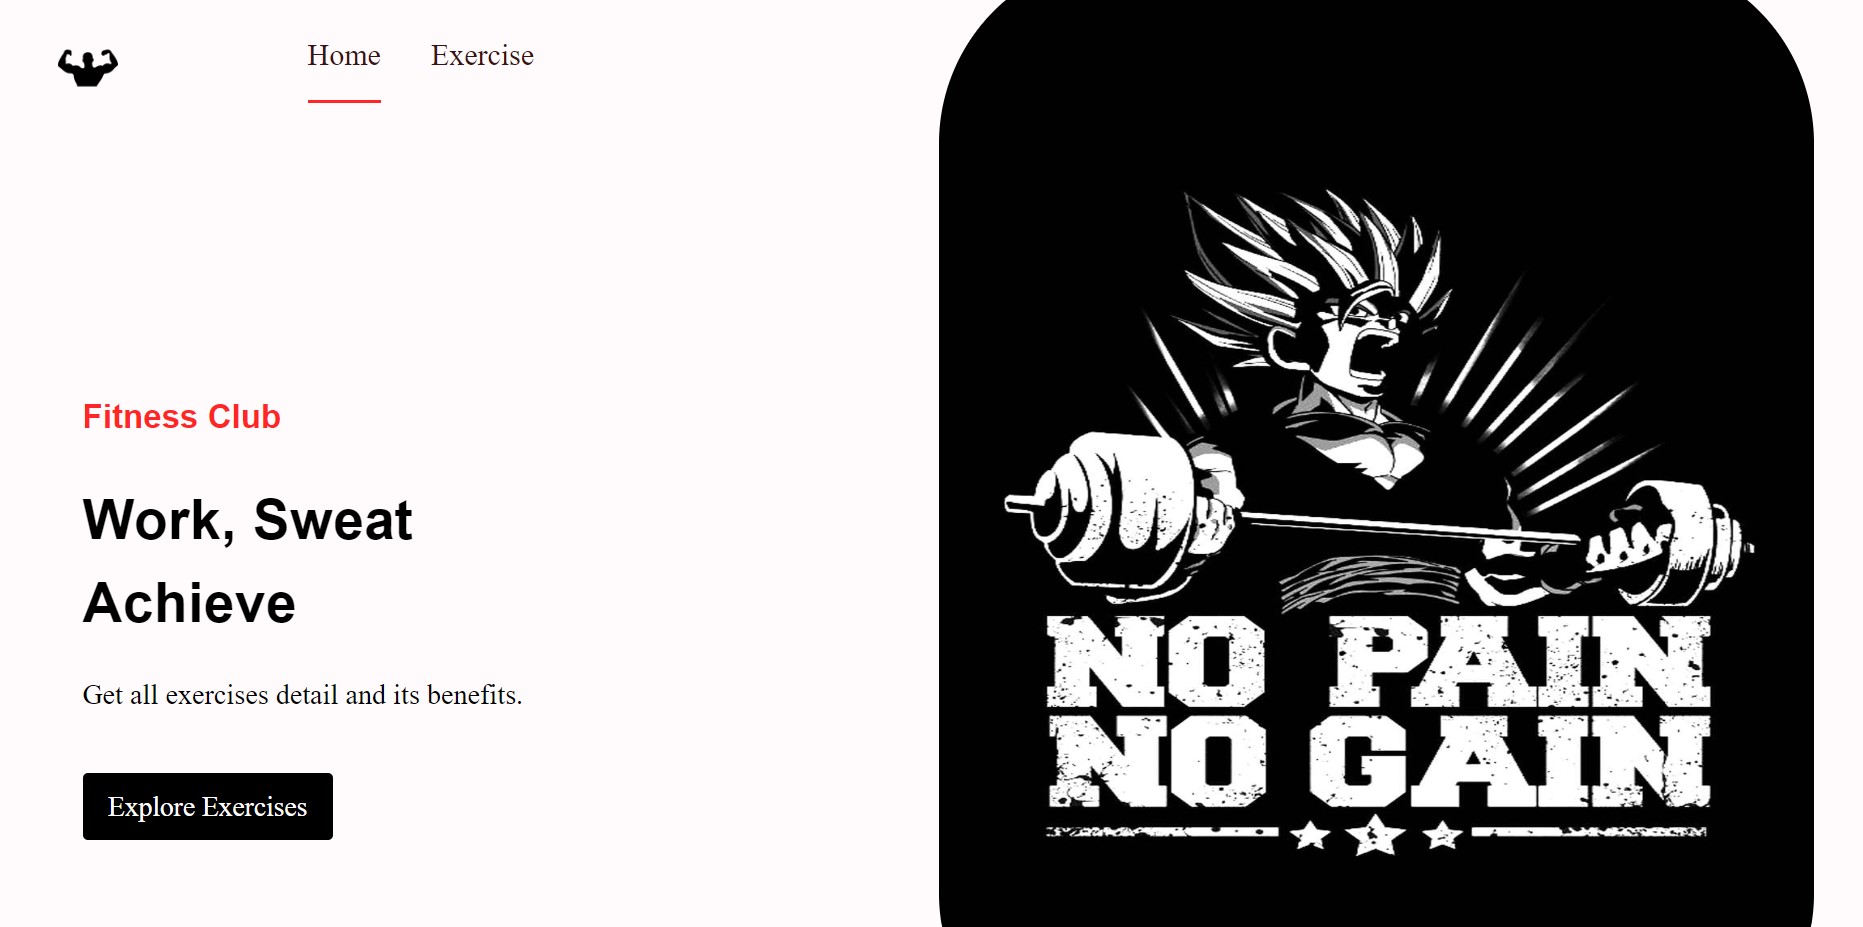 Home Exercise
Fitness Club
Work, Sweat
Achieve
Get all exercises detail and its benefits.
Explore Exercises
NO PAIN
NO GAIN